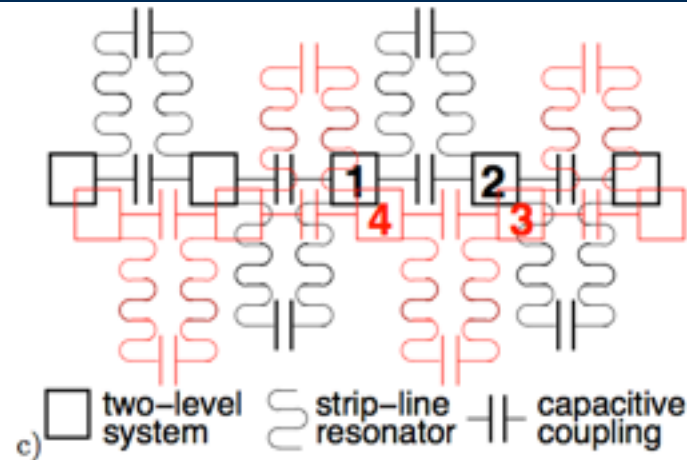 1 2
4 3
two-level strip-line capacitive
c) system resonator coupling